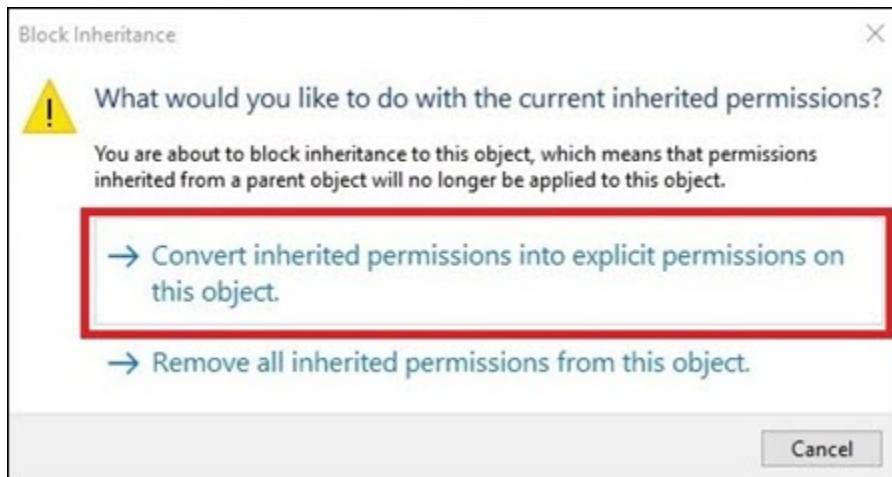 Block Inheritance
What would you like to do with the current inherited permissions?
You are about to block inheritance to this object, which means that permissions
inherited from a parent object will no longer be applied to this object.
→ Convert inherited permissions into explicit permissions on
this object.
→ Remove all inherited permissions from this object.
Cancel